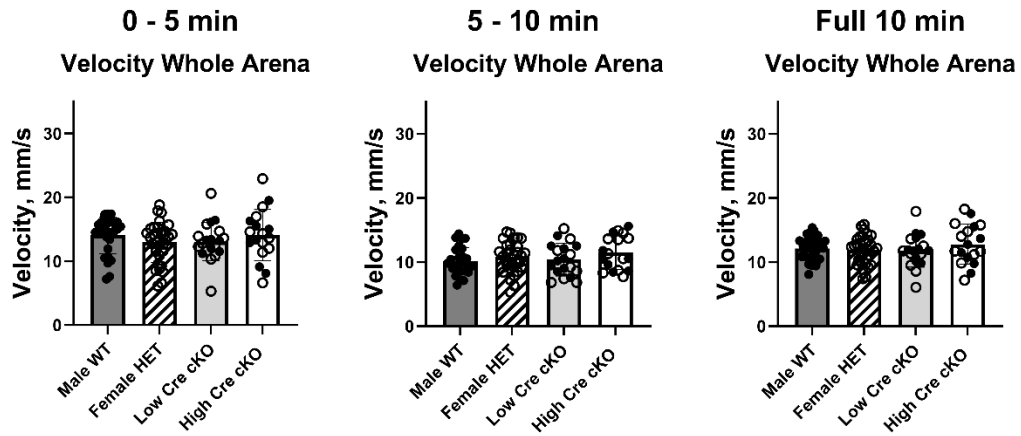 0 - 5 min
Velocity Whole Arena
Velocity, mm/s
30
20
10
0
Male WT
Female HET
Low Cre cKO
High Cre cKO
5 - 10 min
Velocity Whole Arena
Velocity, mm/s
30
20
10
0
Male WT
Female HET
Low Cre cKO
High Cre cKO
Full 10 min
Velocity Whole Arena
Velocity, mm/s
30
20
10
0
Male WT
Female HET
Low Cre cKO
High Cre cKO